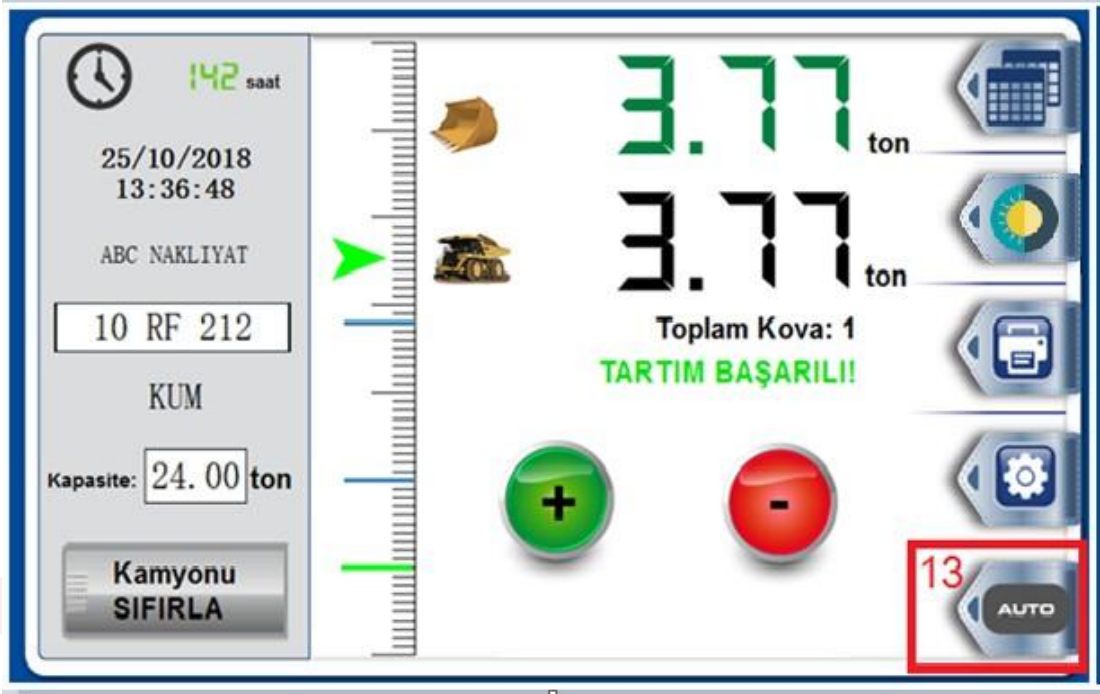 142 saat
25/10/2018
13:36:48
ABC NAKLIYAT
10 RF 212
KUM
Kapasite: 24.00 ton
Kamyonu
SIFIRLA
3.77 ton
3.77 ton
Toplam Kova: 1
TARTIM BAŞARILI!
+ -
13
AUTO